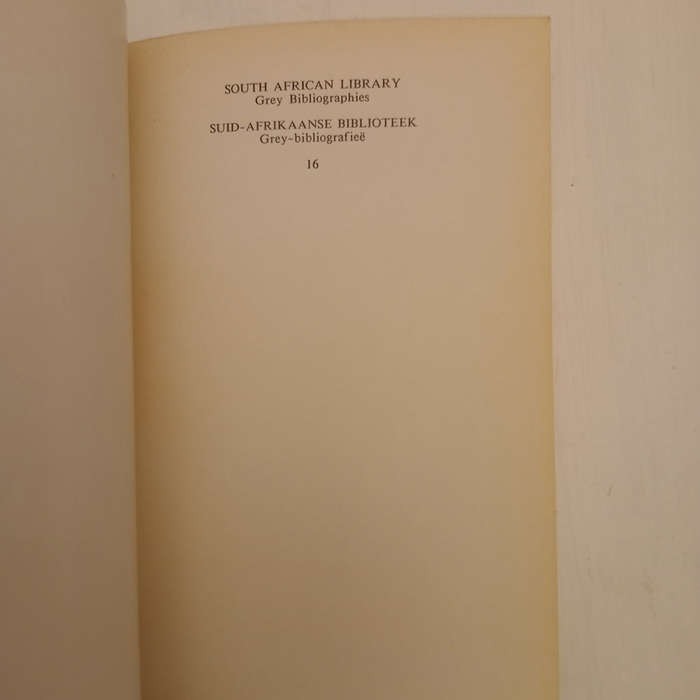 SOUTH AFRICAN LIBRARY
Grey Bibliographies
SUID-AFRIKAANSE BIBLIOTEEK
Grey-bibliografieë
16